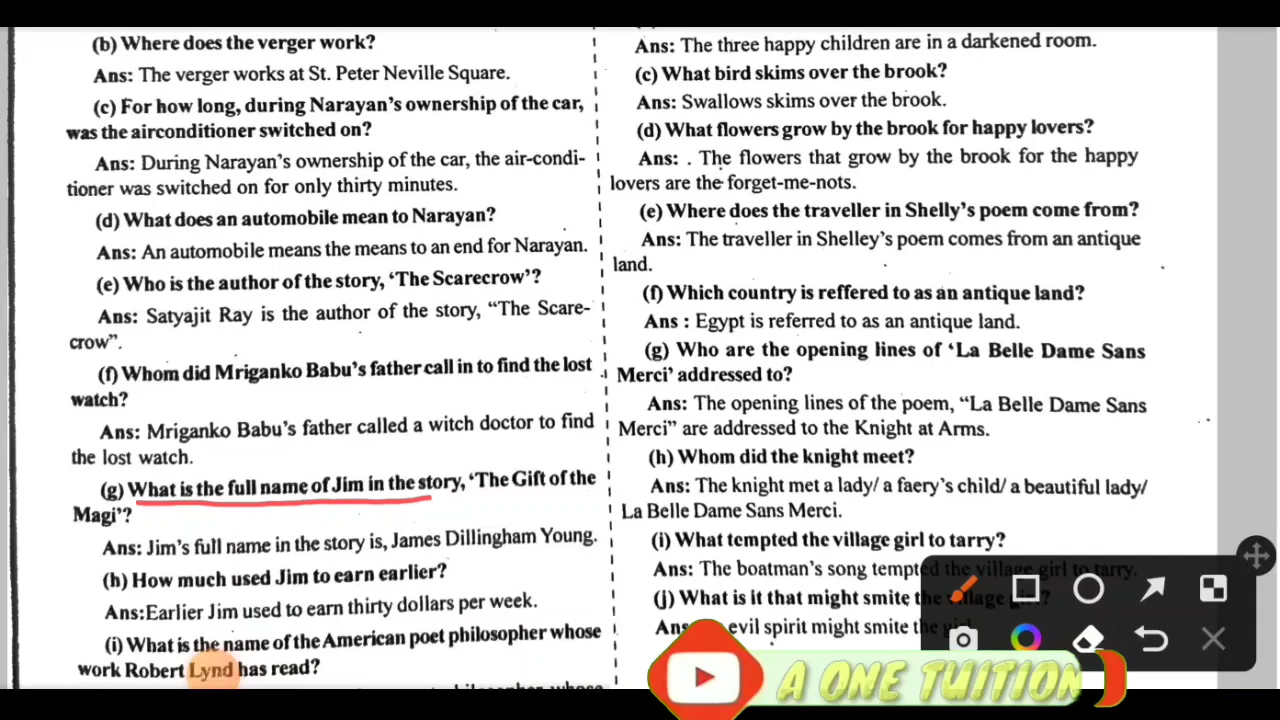 (b) Where does the verger work?
Ans: The verger works at St. Peter Neville Square.
(c) For how long, during Narayan's ownership of the car,
was the airconditioner switched on?
Ans: During Narayan's ownership of the car, the air-condi-
tioner was switched on for only thirty minutes.
(d) What does an automobile mean to Narayan?
Ans: An automobile means the means to an end for Narayan.
(e) Who is the author of the story, 'The Scarecrow'?
Ans: Satyajit Ray is the author of the story, "The Scare-
crow".
(f) Whom did Mriganko Babu's father call in to find the lost
watch?
Ans: Mriganko Babu's father called a witch doctor to find
the lost watch.
(g) What is the full name of Jim in the story, 'The Gift of the
Magi'?
Ans: Jim's full name in the story is, James Dillingham Young.
(h) How much used Jim to earn earlier?
Ans:Earlier Jim used to earn thirty dollars per week.
(i) What is the name of the American poet philosopher whose
work Robert Lynd has read?
Ans: The three happy children are in a darkened room.
(c) What bird skims over the brook?
Ans: Swallows skims over the brook.
(d) What flowers grow by the brook for happy lovers?
Ans: . The flowers that grow by the brook for the happy
lovers are the forget-me-nots.
(e) Where does the traveller in Shelly's poem come from?
Ans: The traveller in Shelley's poem comes from an antique
land.
(f) Which country is reffered to as an antique land?
Ans : Egypt is referred to as an antique land.
(g) Who are the opening lines of 'La Belle Dame Sans
Merci' addressed to?
Ans: The opening lines of the poem, "La Belle Dame Sans
Merci" are addressed to the Knight at Arms.
(h) Whom did the knight meet?
Ans: The knight met a lady/ a faery's child/ a beautiful lady/
La Belle Dame Sans Merci.
(i) What tempted the village girl to tarry?
Ans: The boatman's song tempted the village girl to tarry.
(j) What is it that might smite the village girl?
Ans evil spirit might smite the girl
A ONE TUITION